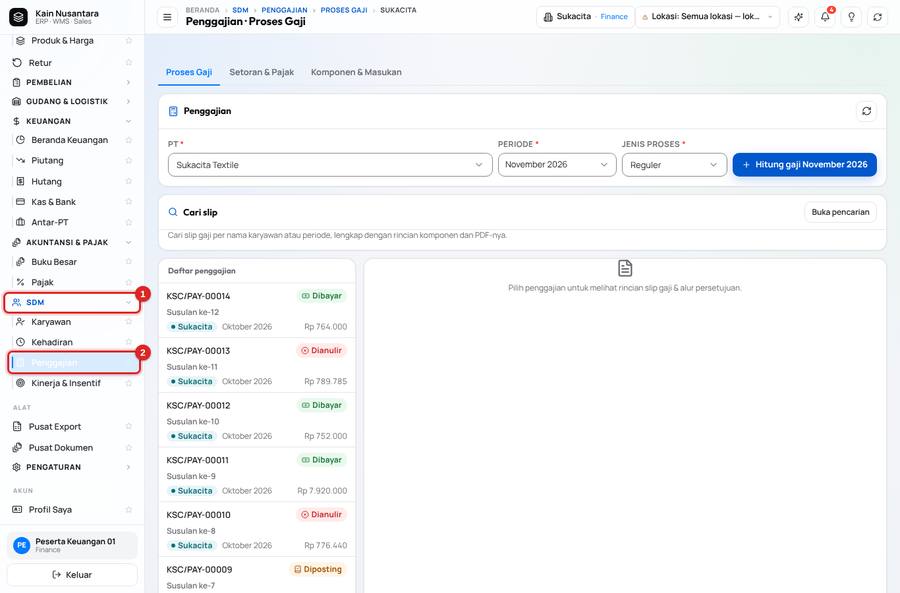 Kain Nusantara
ERP · WMS · Sales
Produk & Harga
Retur
PEMBELIAN
GUDANG & LOGISTIK
KEUANGAN
Beranda Keuangan
Piutang
Hutang
Kas & Bank
Antar-PT
AKUNTANSI & PAJAK
Buku Besar
Pajak
1
SDM
Karyawan
Kehadiran
2
Penggajian
Kinerja & Insentif
ALAT
Pusat Export
Pusat Dokumen
PENGATURAN
AKUN
Profil Saya
PE
Peserta Keuangan 01
Finance
Keluar
BERANDA › SDM › PENGGAJIAN › PROSES GAJI › SUKACITA
Penggajian · Proses Gaji
Sukacita · Finance
Lokasi: Semua lokasi — lok...
4
Proses Gaji
Setoran & Pajak
Komponen & Masukan
Penggajian
PT *
PERIODE *
JENIS PROSES *
Sukacita Textile
November 2026
Reguler
+ Hitung gaji November 2026
Cari slip
Buka pencarian
Cari slip gaji per nama karyawan atau periode, lengkap dengan rincian komponen dan PDF-nya.
Daftar penggajian
KSC/PAY-00014 Dibayar
Susulan ke-12
Sukacita Oktober 2026 Rp 764.000
KSC/PAY-00013 Dianulir
Susulan ke-11
Sukacita Oktober 2026 Rp 789.785
KSC/PAY-00012 Dibayar
Susulan ke-10
Sukacita Oktober 2026 Rp 752.000
KSC/PAY-00011 Dibayar
Susulan ke-9
Sukacita Oktober 2026 Rp 7.920.000
KSC/PAY-00010 Dianulir
Susulan ke-8
Sukacita Oktober 2026 Rp 776.440
KSC/PAY-00009 Diposting
Susulan ke-7
Pilih penggajian untuk melihat rincian slip gaji & alur persetujuan.